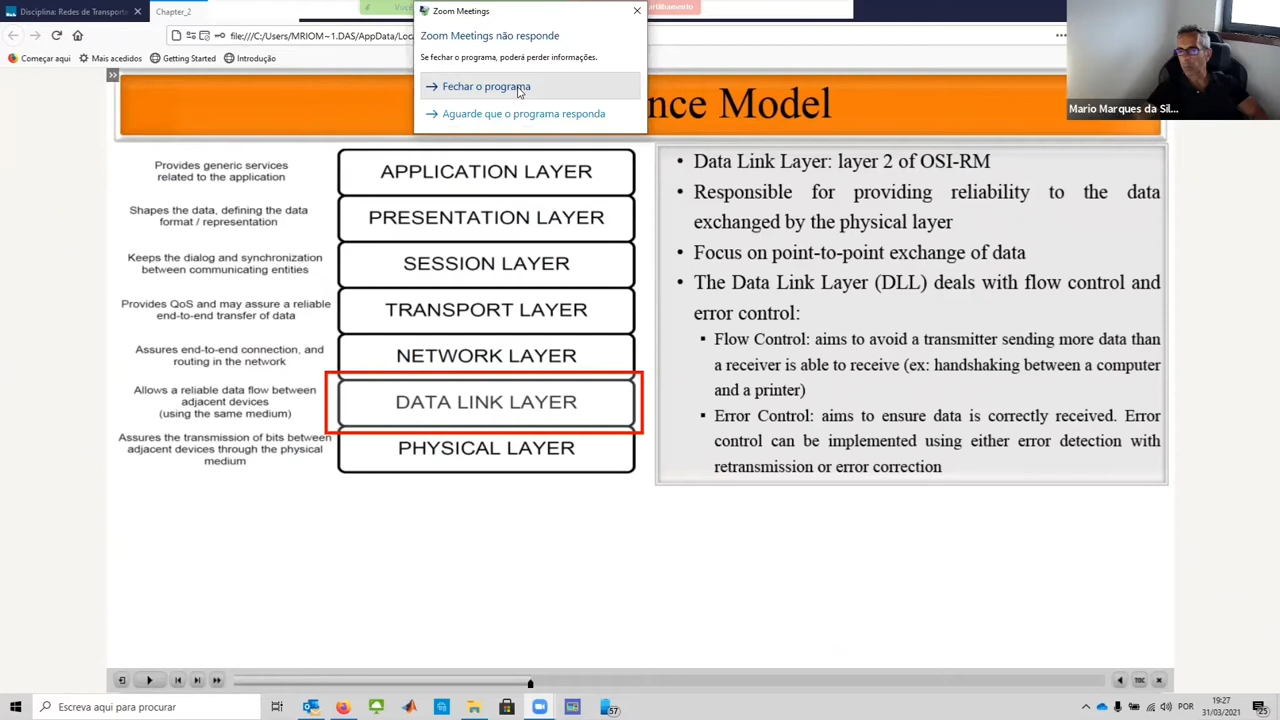 Disciplina: Redes de Transporte
Chapter_2
Zoom Meetings
Zoom Meetings não responde
Se fechar o programa, poderá perder informações.
Fechar o programa
Aguarde que o programa responda
file:///C:/Users/MRIOM~1.DAS/AppData/Loc
Começar aqui
Mais acedidos
Getting Started
Introdução
Mario Marques da Sil...
nce Model
Provides generic services
related to the application
APPLICATION LAYER
Shapes the data, defining the data
format / representation
PRESENTATION LAYER
Keeps the dialog and synchronization
between communicating entities
SESSION LAYER
Provides QoS and may assure a reliable
end-to-end transfer of data
TRANSPORT LAYER
Assures end-to-end connection, and
routing in the network
NETWORK LAYER
Allows a reliable data flow between
adjacent devices
(using the same medium)
DATA LINK LAYER
Assures the transmission of bits between
adjacent devices through the physical
medium
PHYSICAL LAYER
• Data Link Layer: layer 2 of OSI-RM
• Responsible for providing reliability to the data
exchanged by the physical layer
• Focus on point-to-point exchange of data
• The Data Link Layer (DLL) deals with flow control and
error control:
▪ Flow Control: aims to avoid a transmitter sending more data than
a receiver is able to receive (ex: handshaking between a computer
and a printer)
▪ Error Control: aims to ensure data is correctly received. Error
control can be implemented using either error detection with
retransmission or error correction
TOC
Escreva aqui para procurar
57
POR
19:27
31/03/2021
25